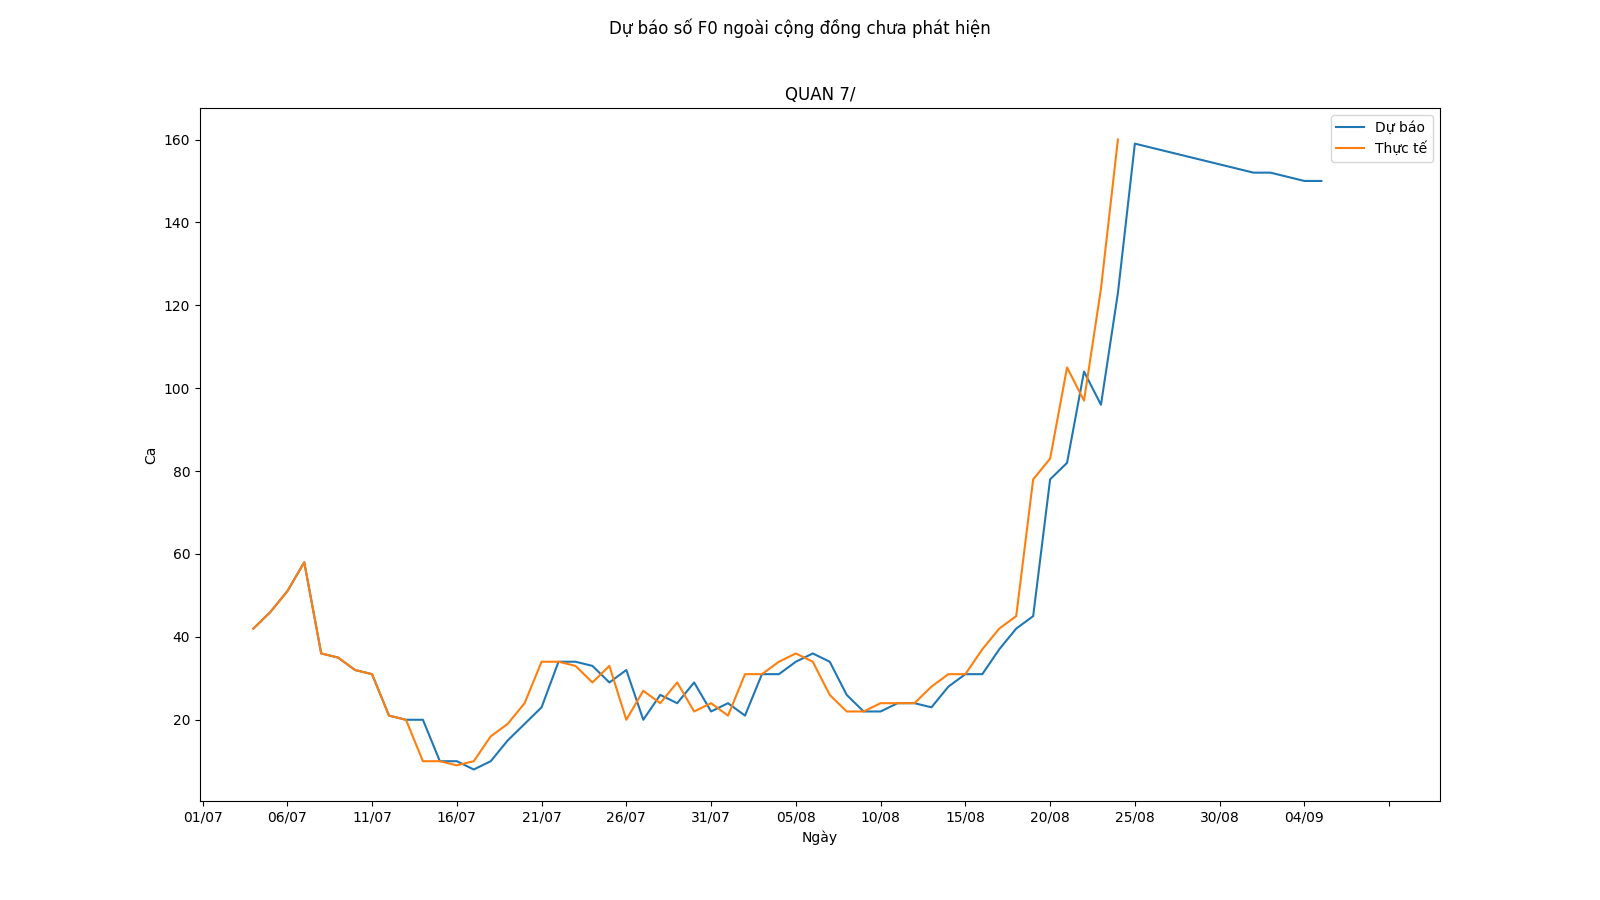 Dự báo số F0 ngoài cộng đồng chưa phát hiện
QUAN 7/
Dự báo
Thực tế
160
140
120
100
80
60
40
20
Ca
01/07 06/07 11/07 16/07 21/07 26/07 31/07 05/08 10/08 15/08 20/08 25/08 30/08 04/09
Ngày